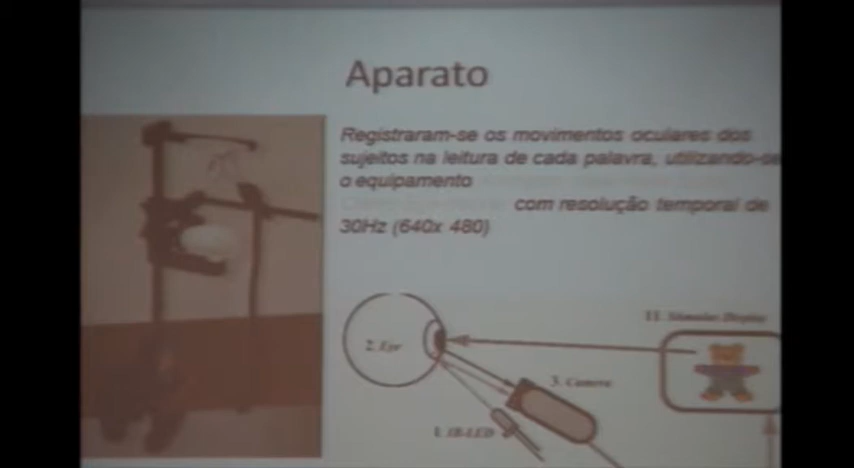 Aparato
Registraram-se os movimentos oculares dos
sujeitos na leitura de cada palavra, utilizando-se
o equipamento
com resolução temporal de
30Hz (640x 480)
11. Stimulus Display
2. Eye
3. Camera
1. IR-LED